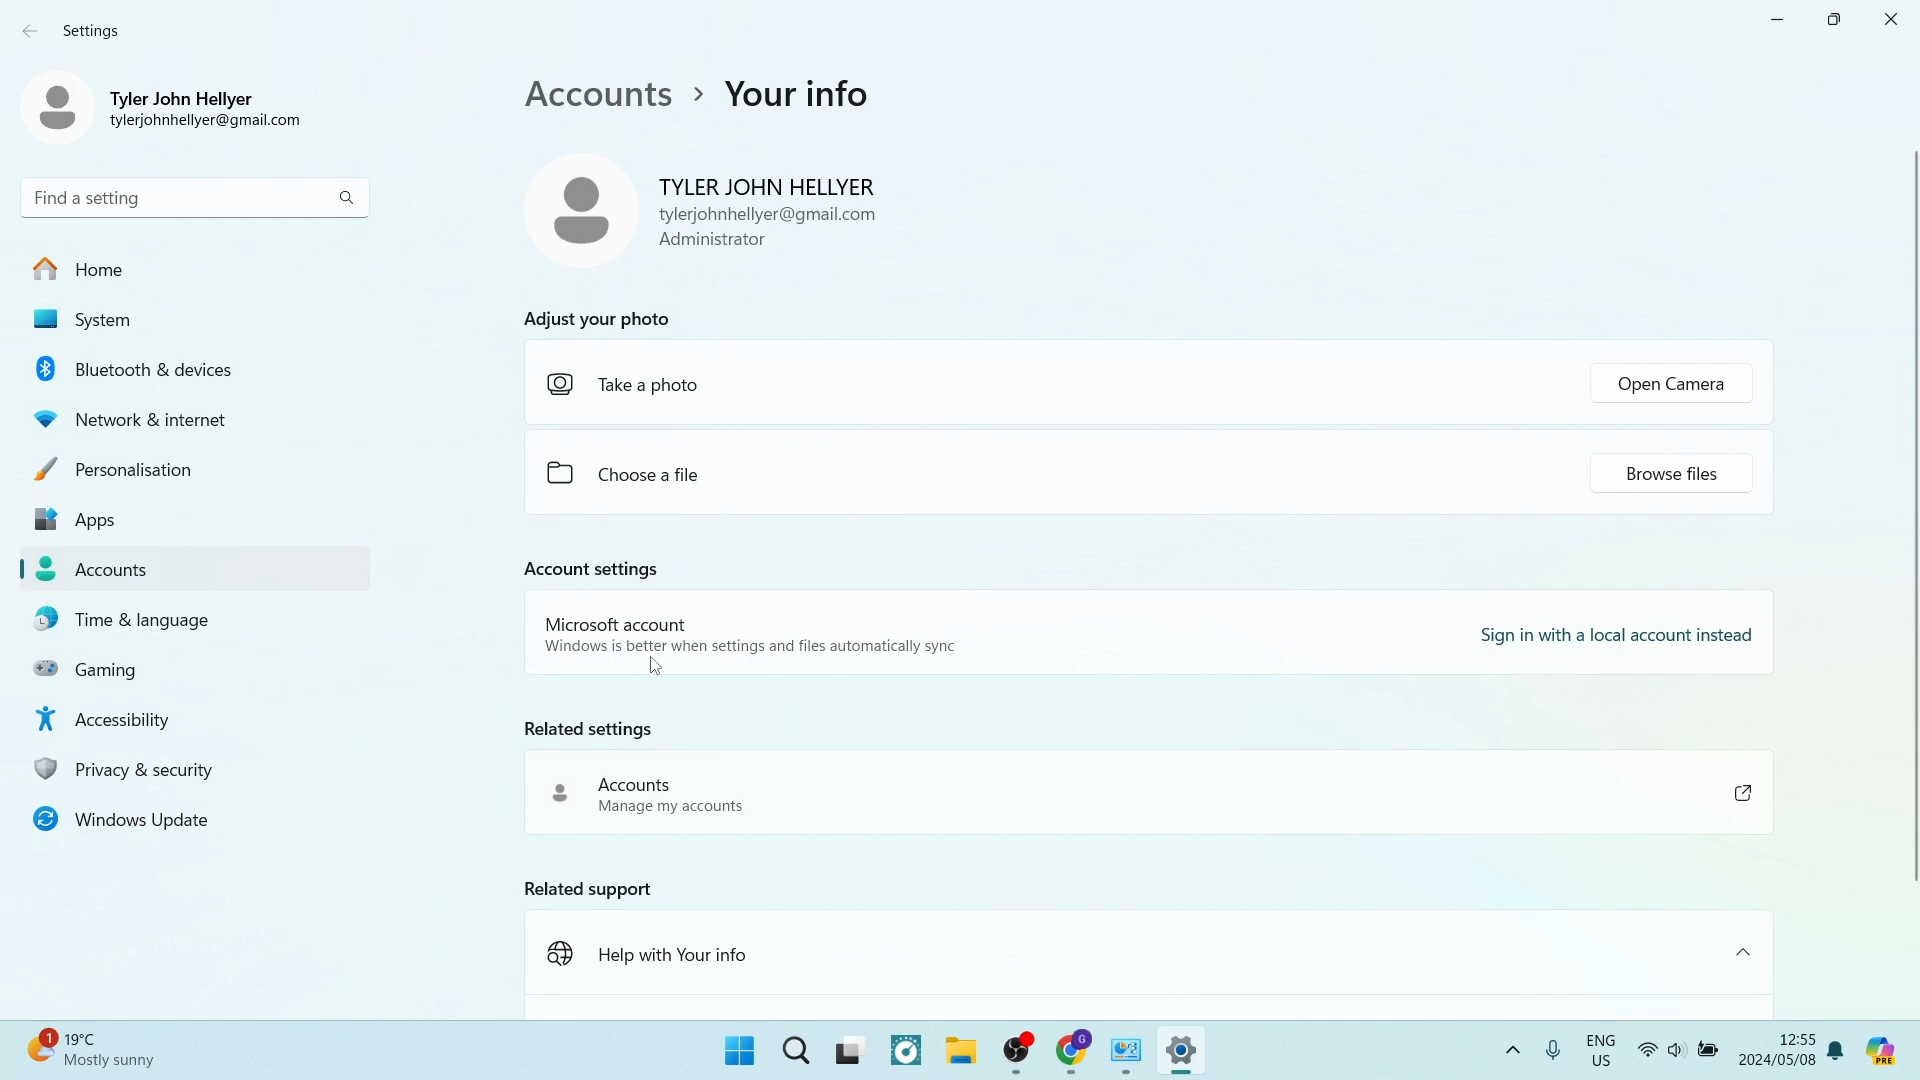 Settings
Tyler John Hellyer
tylerjohnhellyer@gmail.com
Find a setting
Home
System
Bluetooth & devices
Network & internet
Personalisation
Apps
Accounts
Time & language
Gaming
Accessibility
Privacy & security
Windows Update
Accounts > Your info
TYLER JOHN HELLYER
tylerjohnhellyer@gmail.com
Administrator
Adjust your photo
Take a photo
Open Camera
Choose a file
Browse files
Account settings
Microsoft account
Windows is better when settings and files automatically sync
Sign in with a local account instead
Related settings
Accounts
Manage my accounts
Related support
Help with Your info
1
19°C
Mostly sunny
G
ENG
US
12:55
2024/05/08
PRE